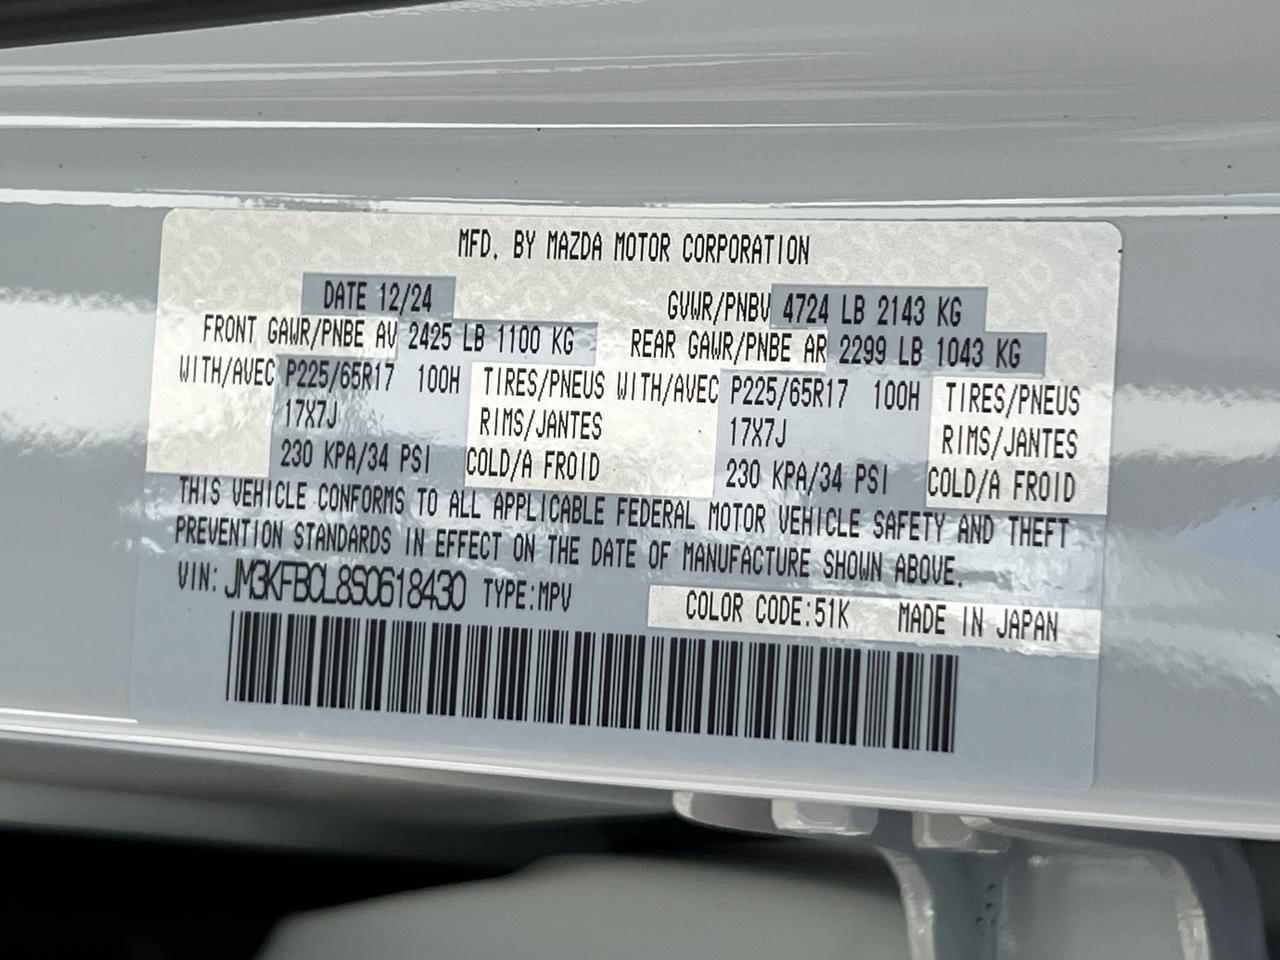 MFD. BY MAZDA MOTOR CORPORATION
DATE 12/24 GVWR/PNBV 4724 LB 2143 KG
FRONT GAWR/PNBE AV 2425 LB 1100 KG REAR GAWR/PNBE AR 2299 LB 1043 KG
WITH/AVEC P225/65R17 100H TIRES/PNEUS WITH/AVEC P225/65R17 100H TIRES/PNEUS
17X7J RIMS/JANTES 17X7J RIMS/JANTES
230 KPA/34 PSI COLD/A FROID 230 KPA/34 PSI COLD/A FROID
THIS VEHICLE CONFORMS TO ALL APPLICABLE FEDERAL MOTOR VEHICLE SAFETY AND THEFT
PREVENTION STANDARDS IN EFFECT ON THE DATE OF MANUFACTURE SHOWN ABOVE.
VIN: JM3KFBCL8S0618430 TYPE:MPV COLOR CODE:51K MADE IN JAPAN